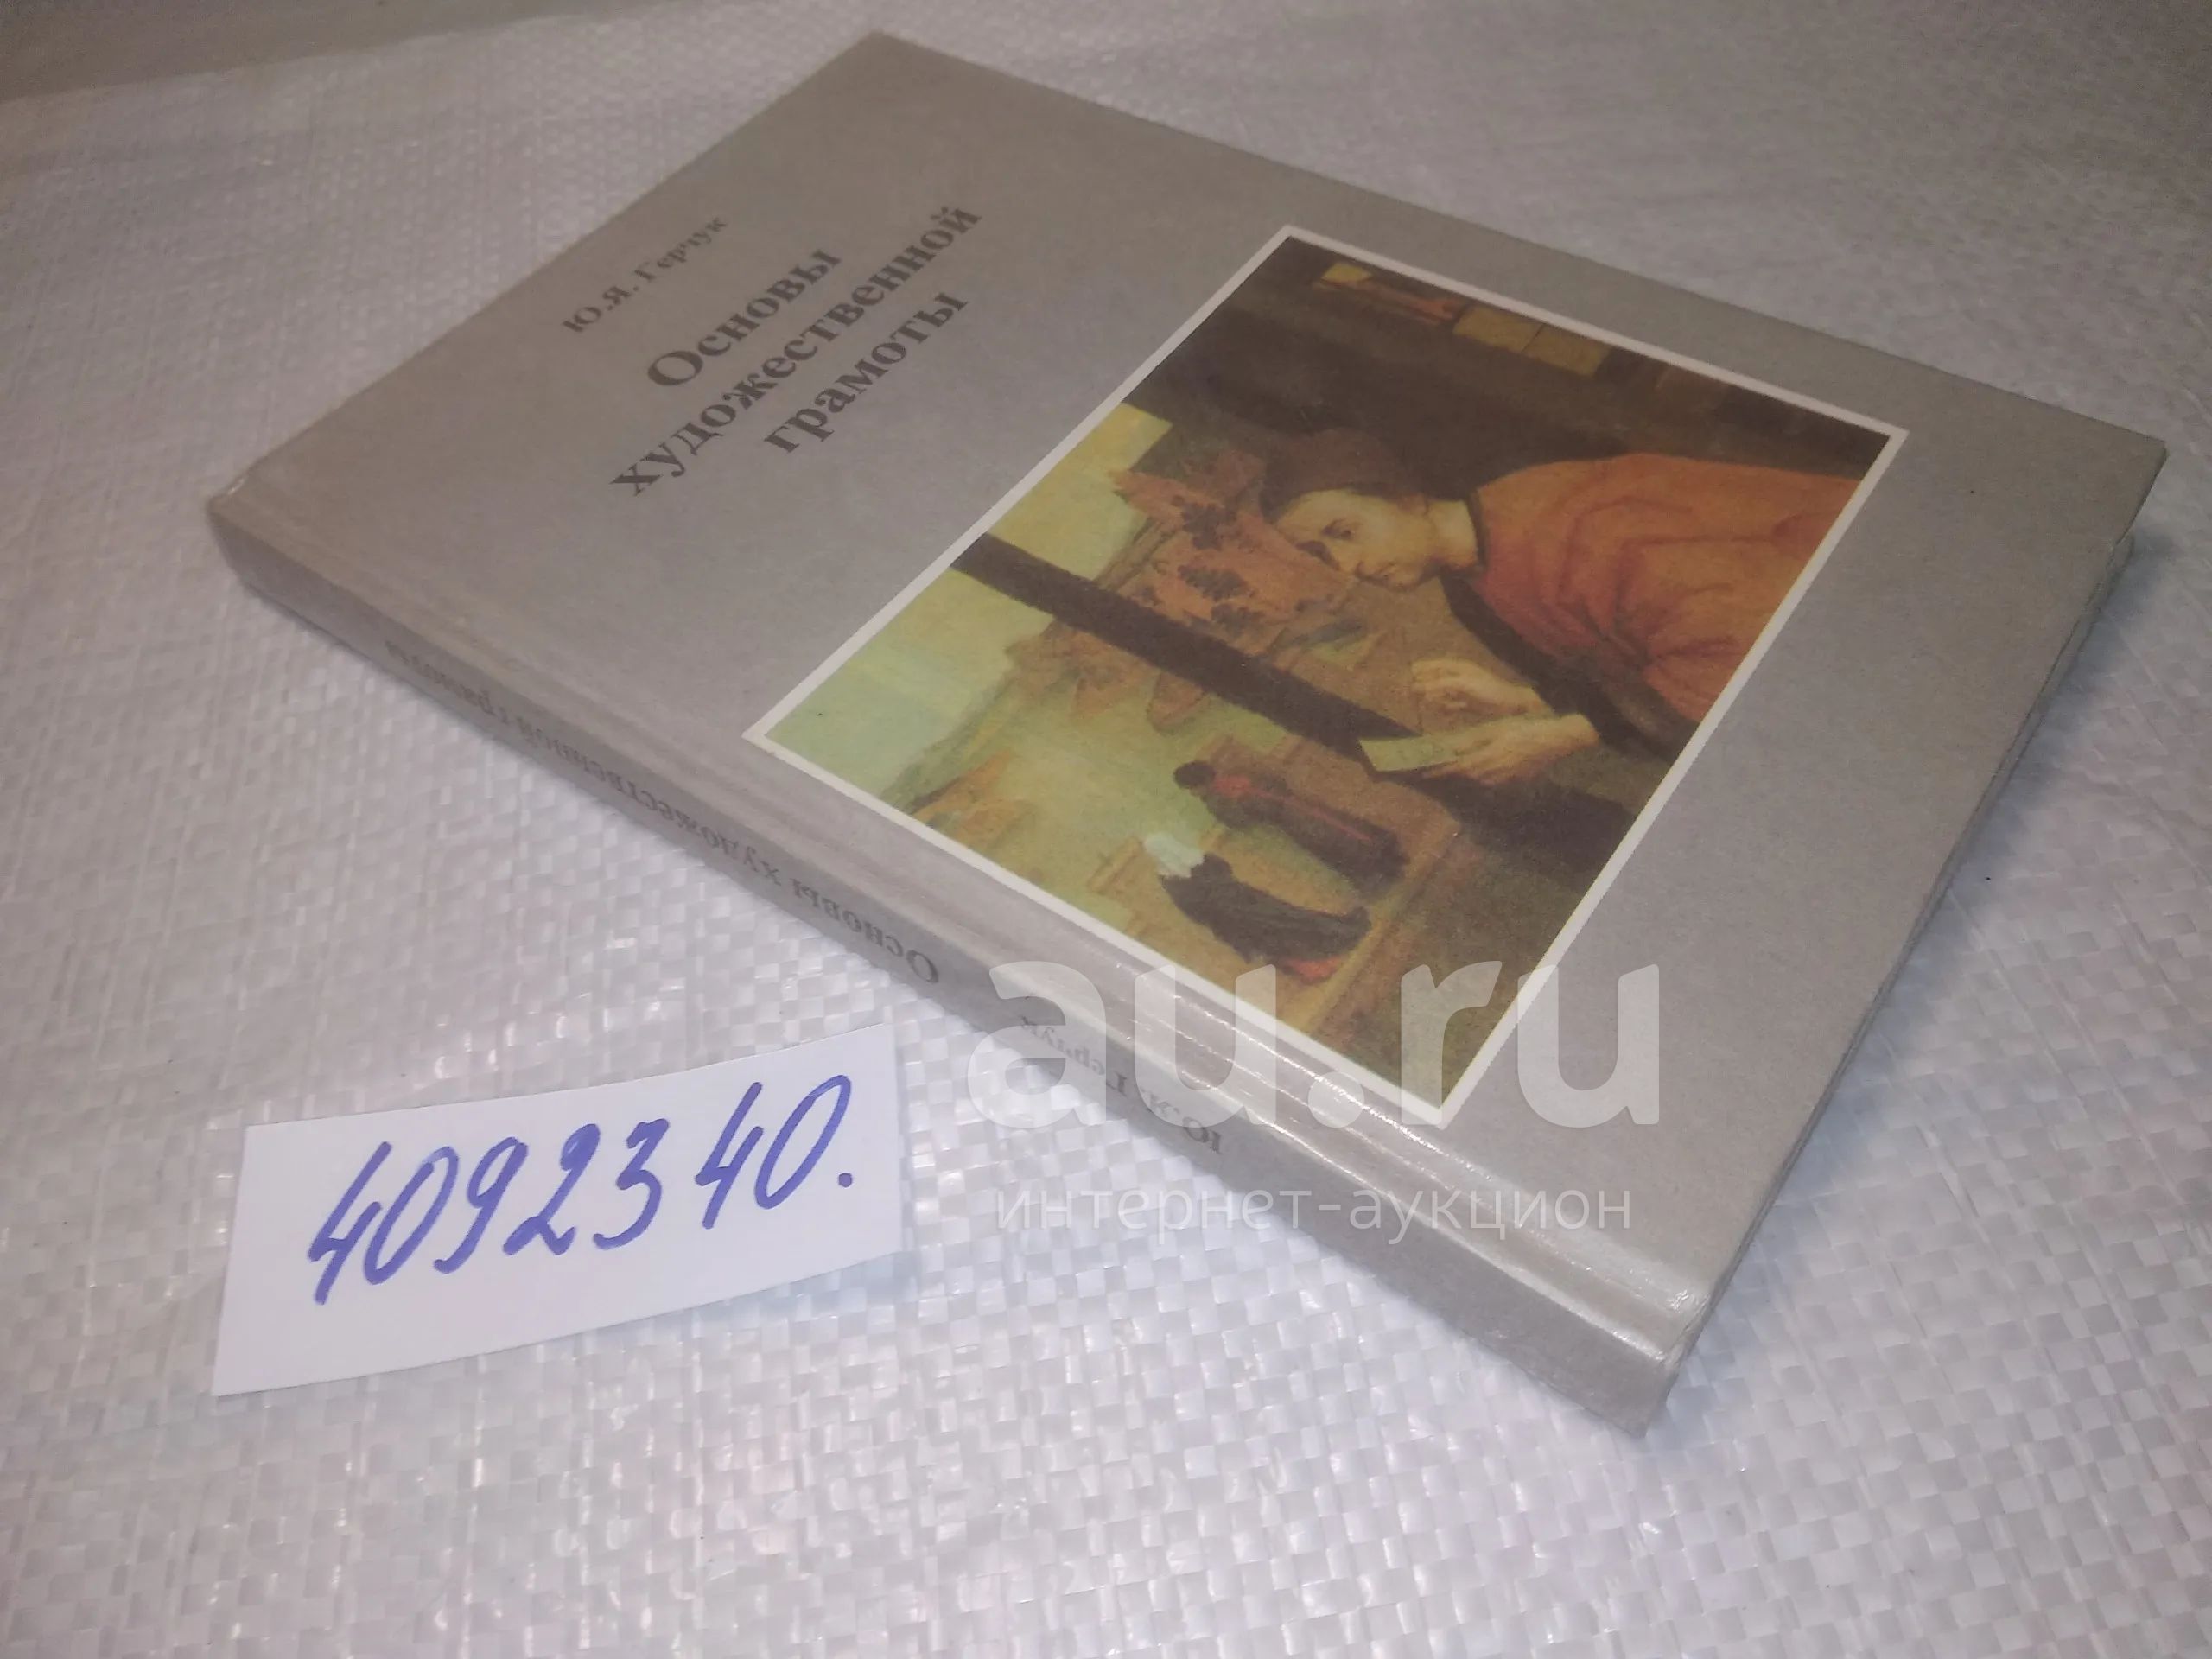 Ю.Я. Герчук
Основы
художественной
грамоты
Ю.Я. Герчук Основы художественной грамоты
4092340.
au.ru
интернет-аукцион